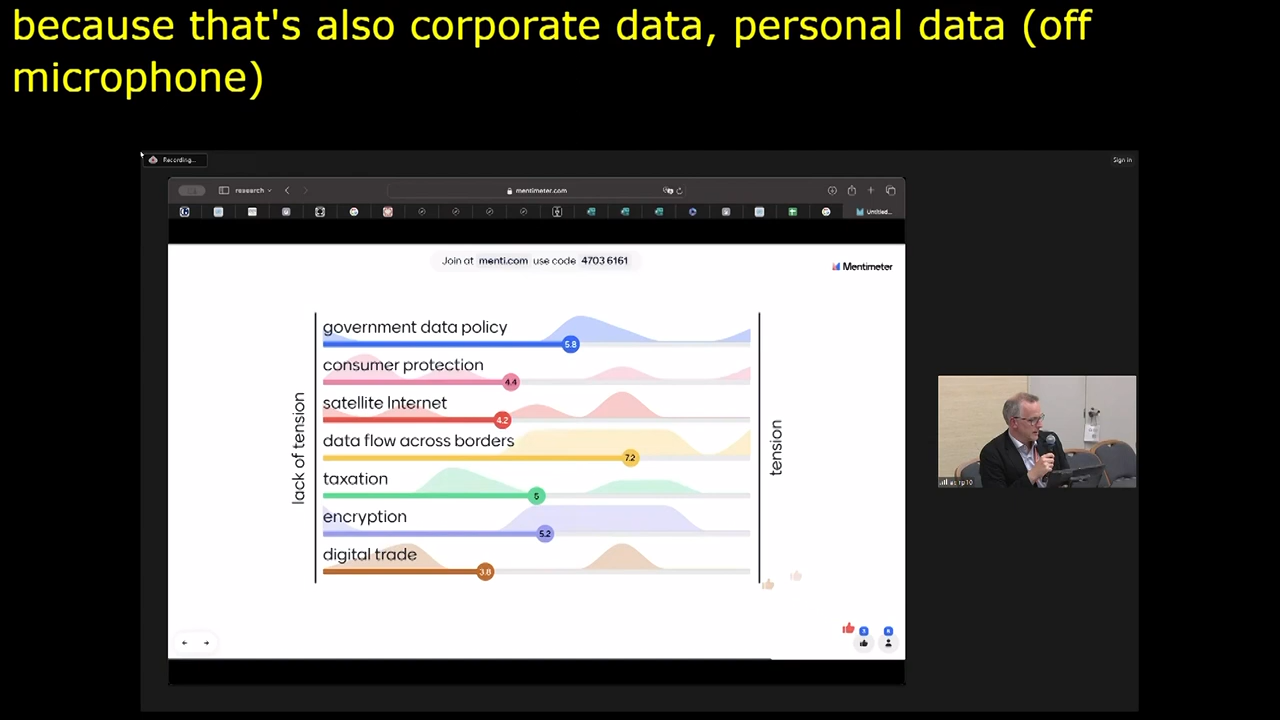 because that's also corporate data, personal data (off
microphone)
Recording...
Sign in
research
mentimeter.com
Untitled...
Join at menti.com use code 4703 6161
Mentimeter
government data policy
5.8
consumer protection
4.4
satellite Internet
4.2
data flow across borders
7.2
taxation
5
encryption
5.2
digital trade
3.8
lack of tension
tension